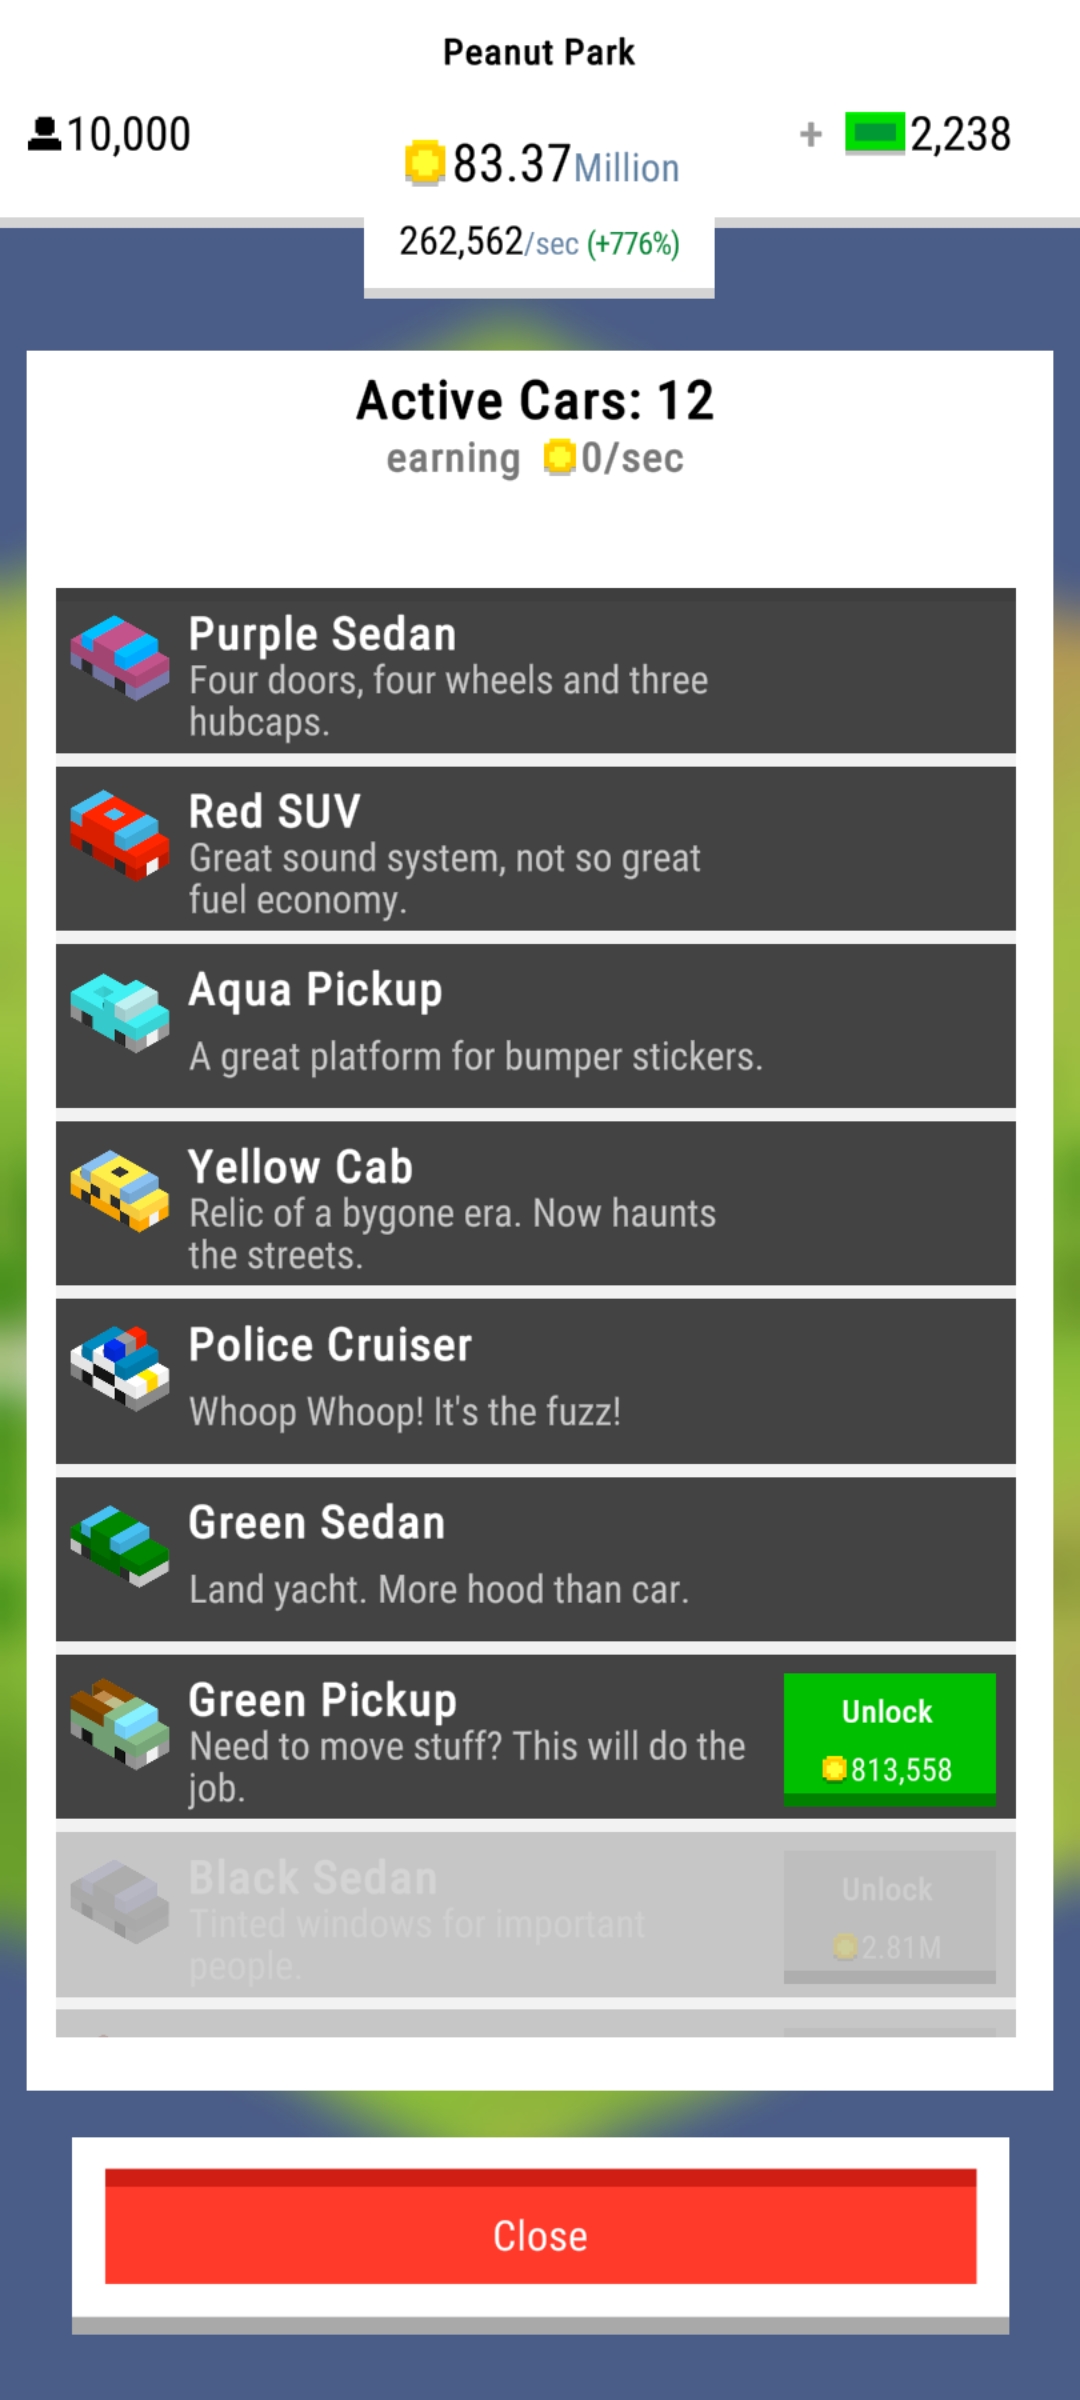 Peanut Park
10,000
83.37Million
+ 2,238
262,562/sec (+776%)
Active Cars: 12
earning 0/sec
Purple Sedan
Four doors, four wheels and three
hubcaps.
Red SUV
Great sound system, not so great
fuel economy.
Aqua Pickup
A great platform for bumper stickers.
Yellow Cab
Relic of a bygone era. Now haunts
the streets.
Police Cruiser
Whoop Whoop! It's the fuzz!
Green Sedan
Land yacht. More hood than car.
Green Pickup
Need to move stuff? This will do the
job.
Unlock
813,558
Black Sedan
Tinted windows for important
people.
Unlock
2.81M
Close